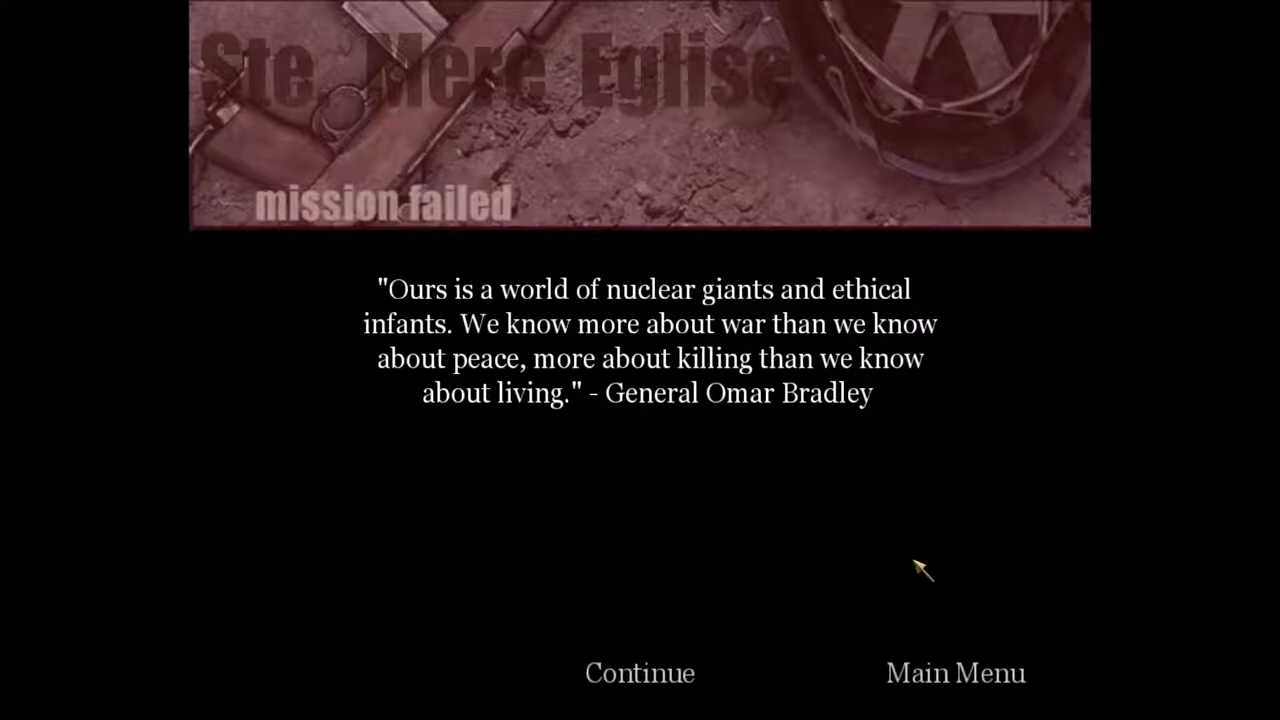 Ste. Mere Eglise
mission failed
"Ours is a world of nuclear giants and ethical
infants. We know more about war than we know
about peace, more about killing than we know
about living." - General Omar Bradley
Continue
Main Menu